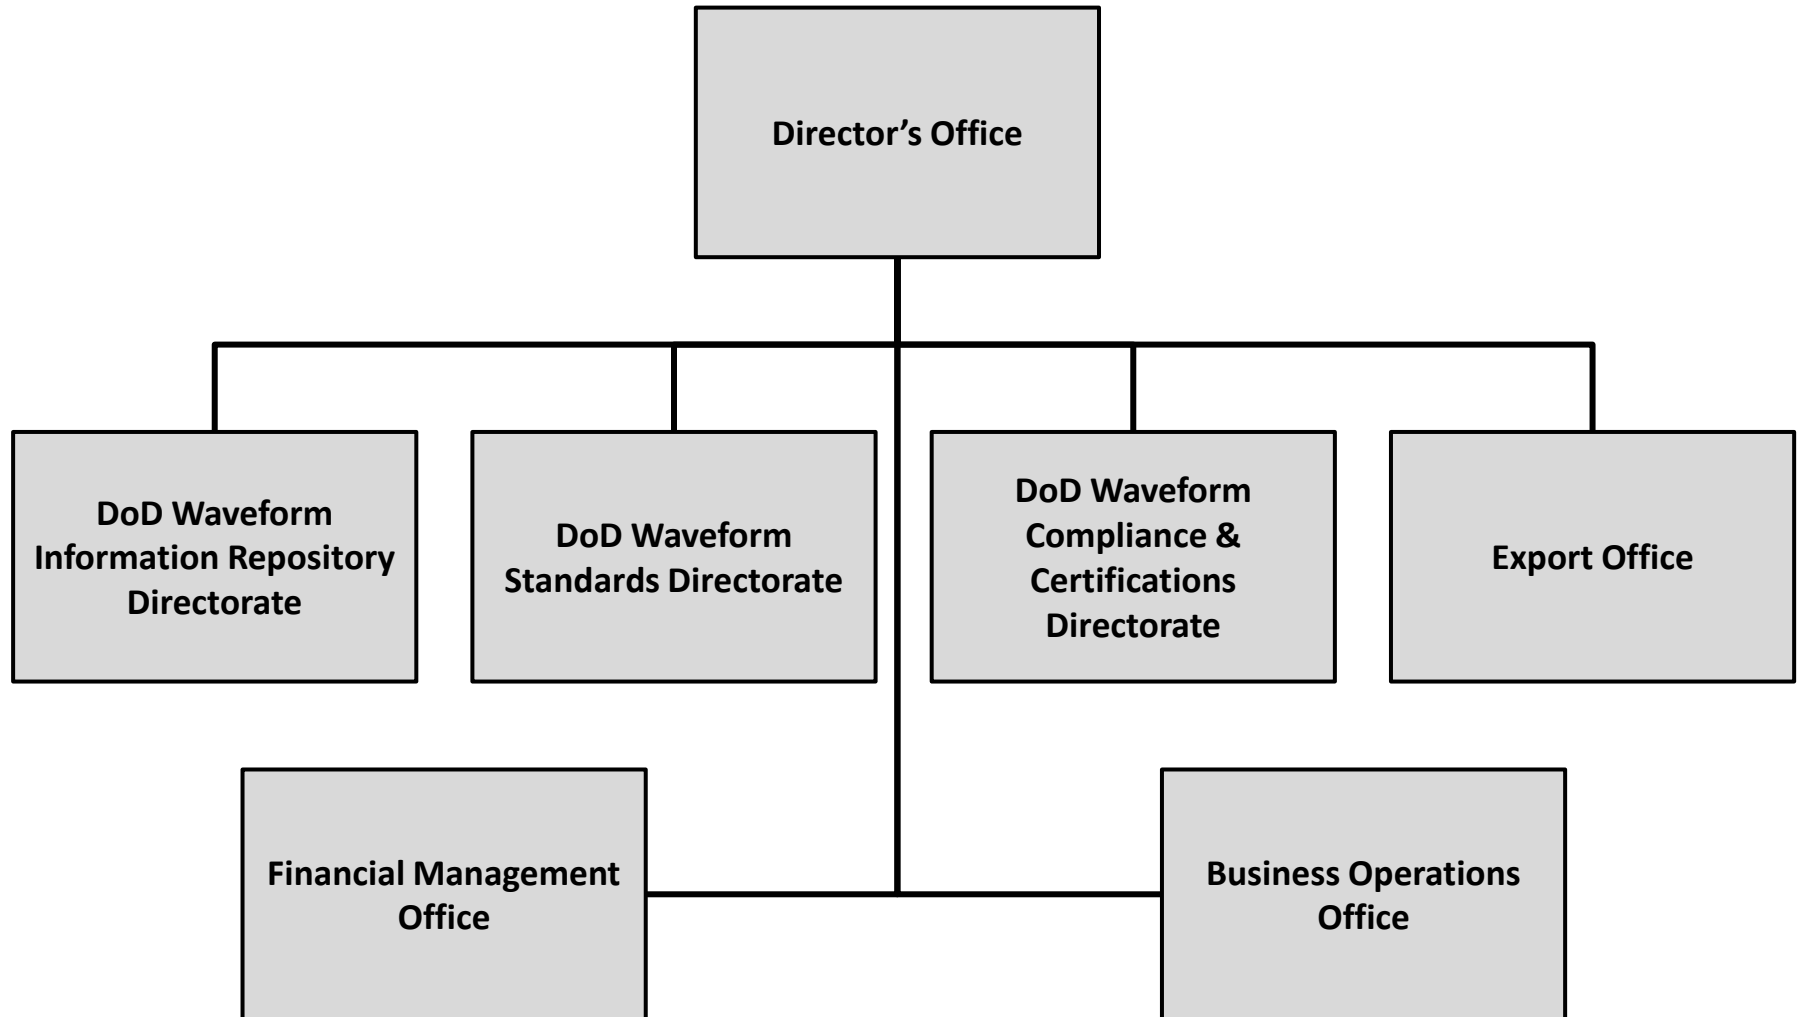 Director’s Office
DoD Waveform
Information Repository
Directorate
DoD Waveform
Standards Directorate
DoD Waveform
Compliance &
Certifications
Directorate
Export Office
Financial Management
Office
Business Operations
Office